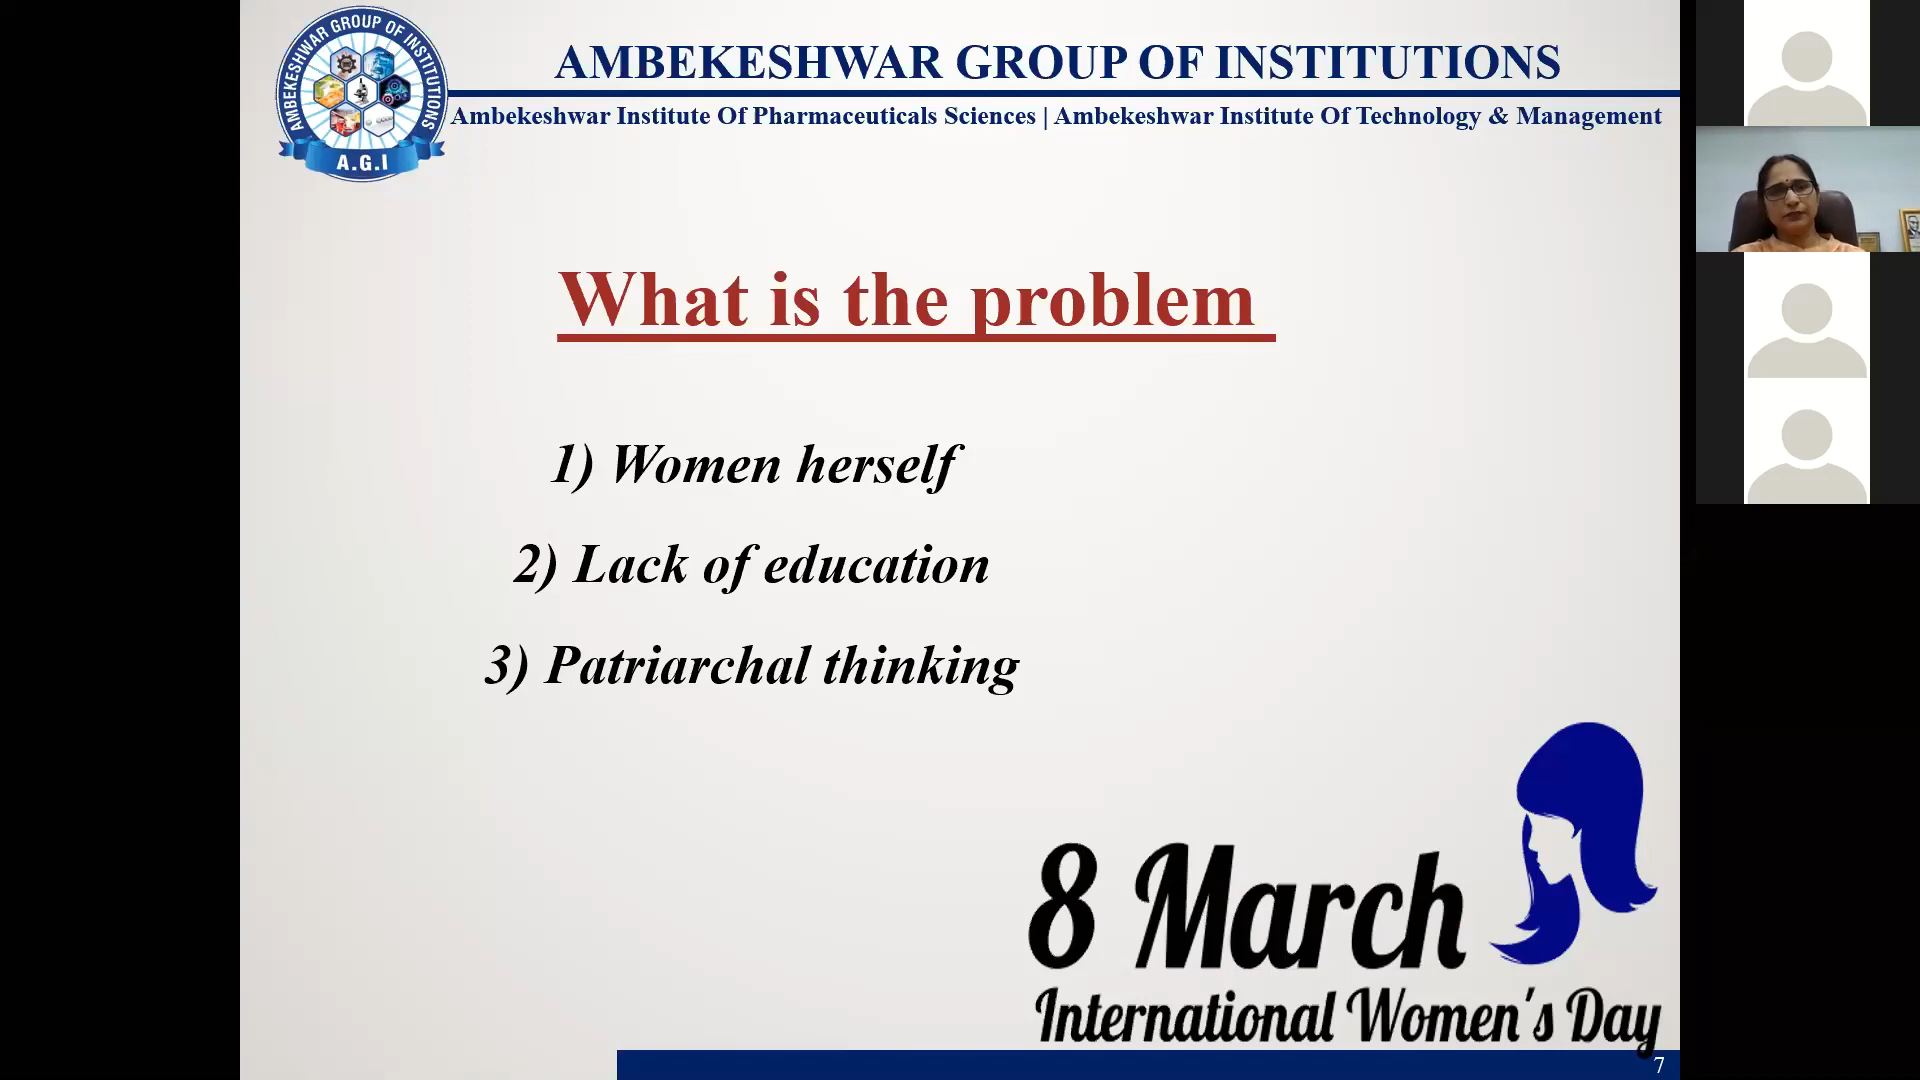 AMBEKESHWAR GROUP OF INSTITUTIONS
A.G.I
AMBEKESHWAR GROUP OF INSTITUTIONS
Ambekeshwar Institute Of Pharmaceuticals Sciences | Ambekeshwar Institute Of Technology & Management
What is the problem
1) Women herself
2) Lack of education
3) Patriarchal thinking
8 March
International Women's Day
7